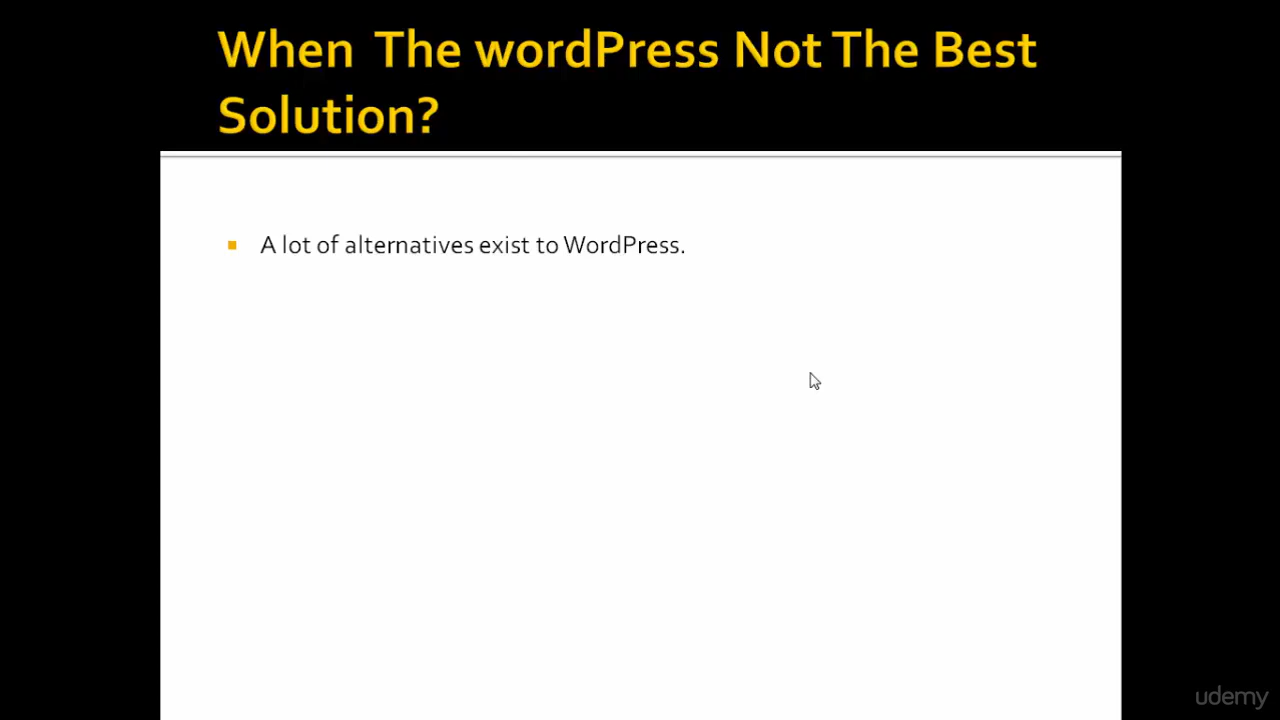 When The wordPress Not The Best
Solution?
A lot of alternatives exist to WordPress.
udemy